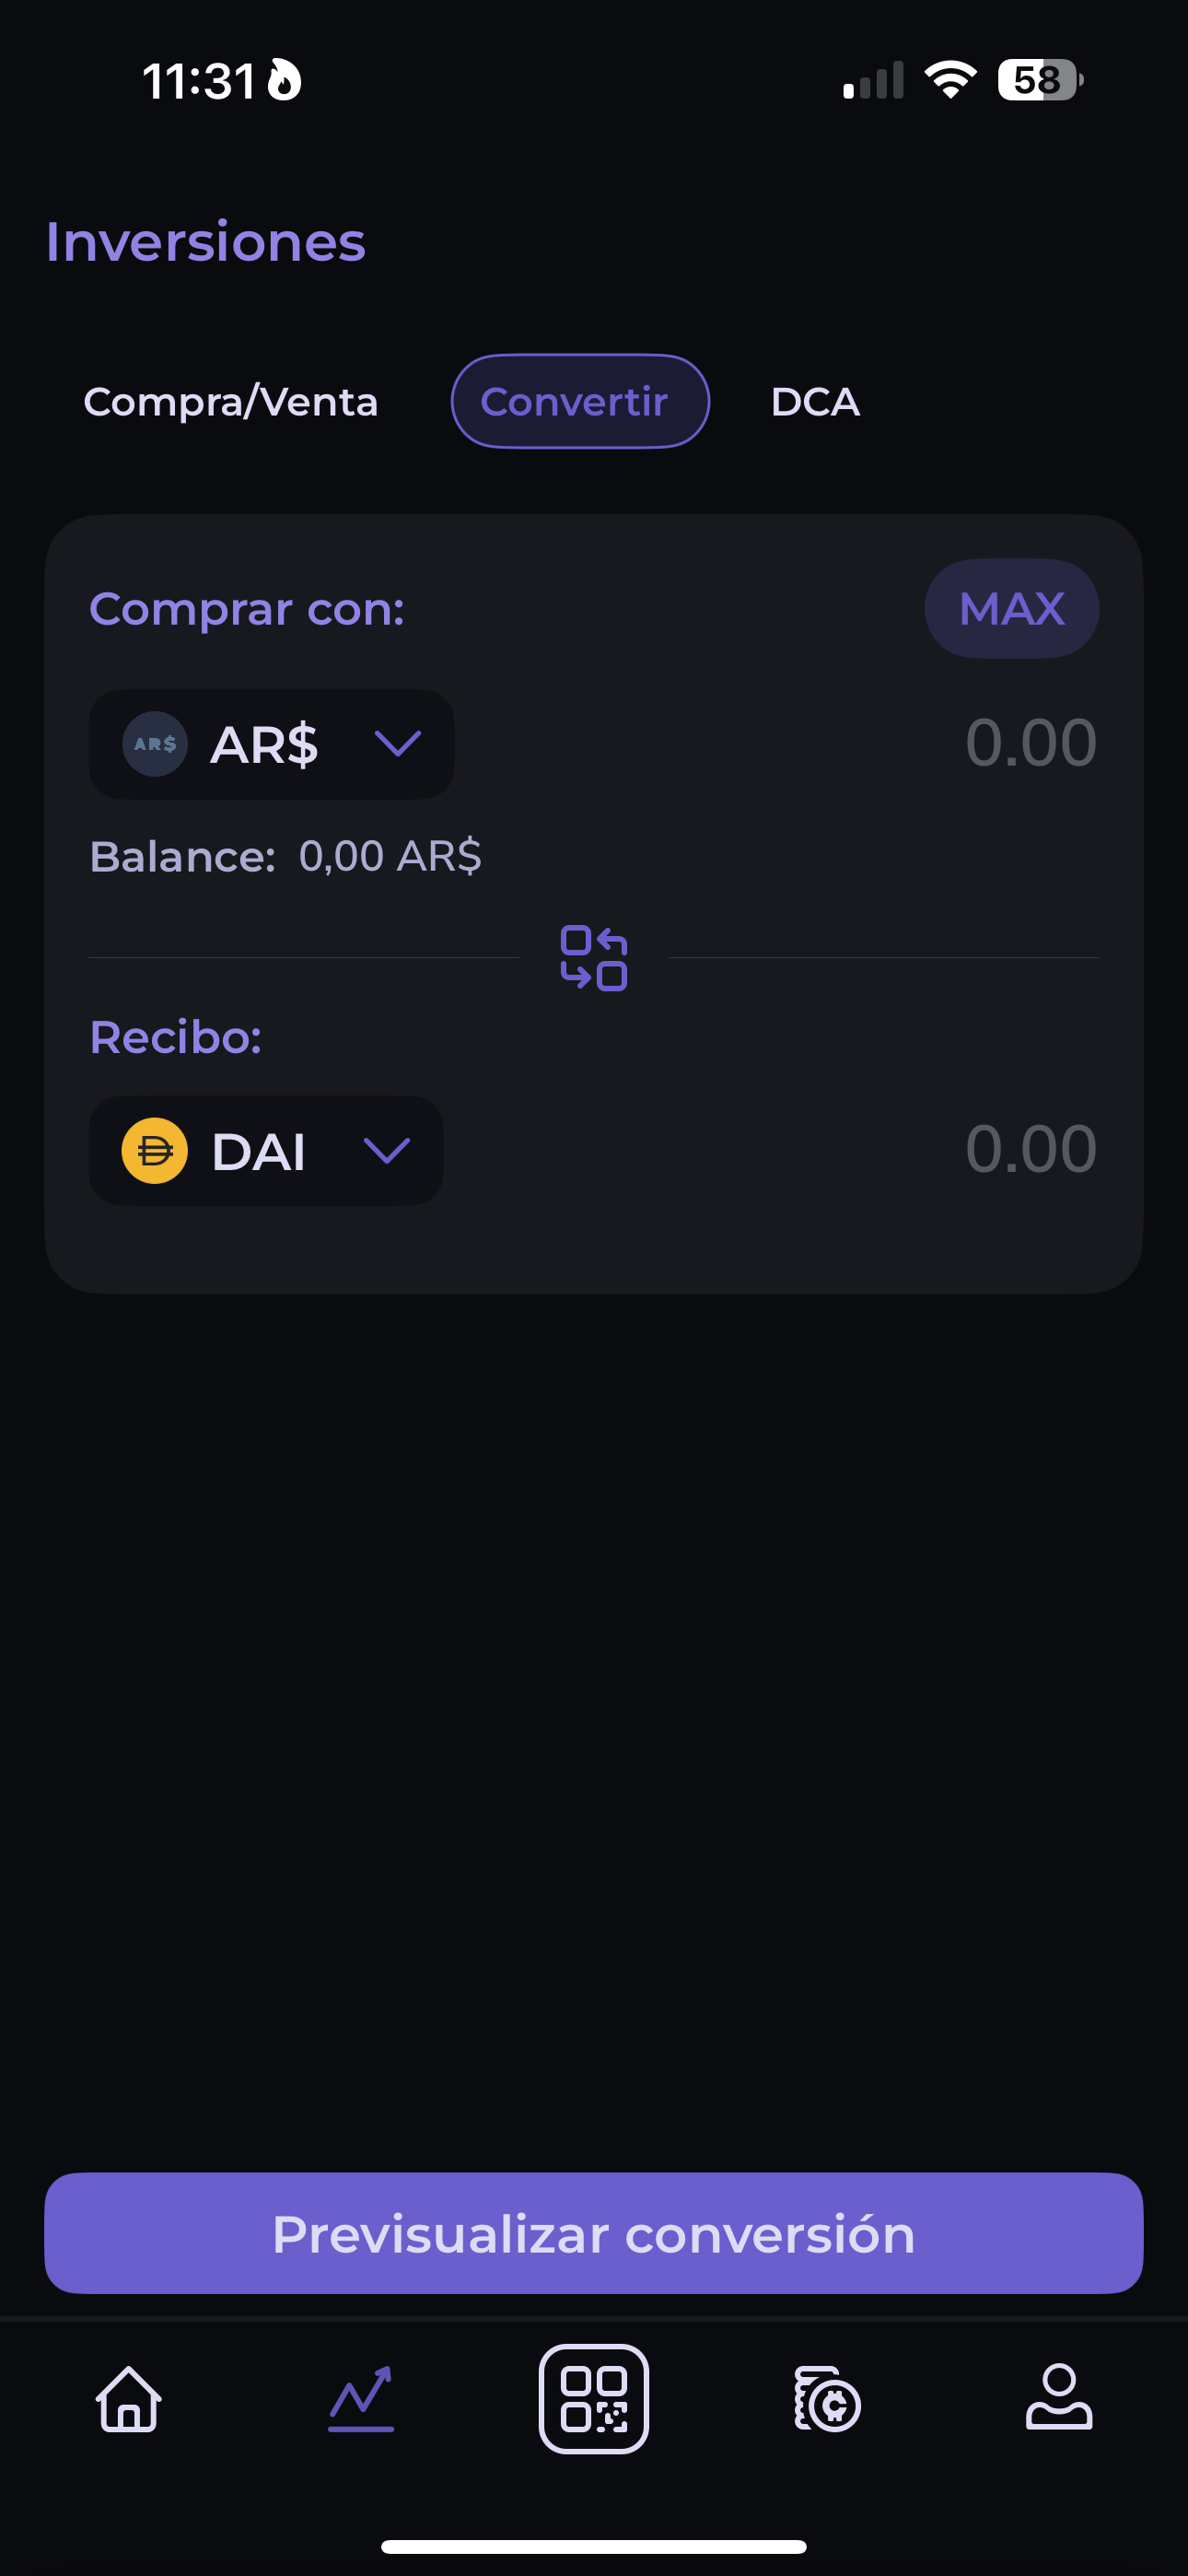 11:31
58
Inversiones
Compra/Venta Convertir DCA
Comprar con: MAX
AR$ AR$ 0.00
Balance: 0,00 AR$
Recibo:
DAI 0.00
Previsualizar conversión